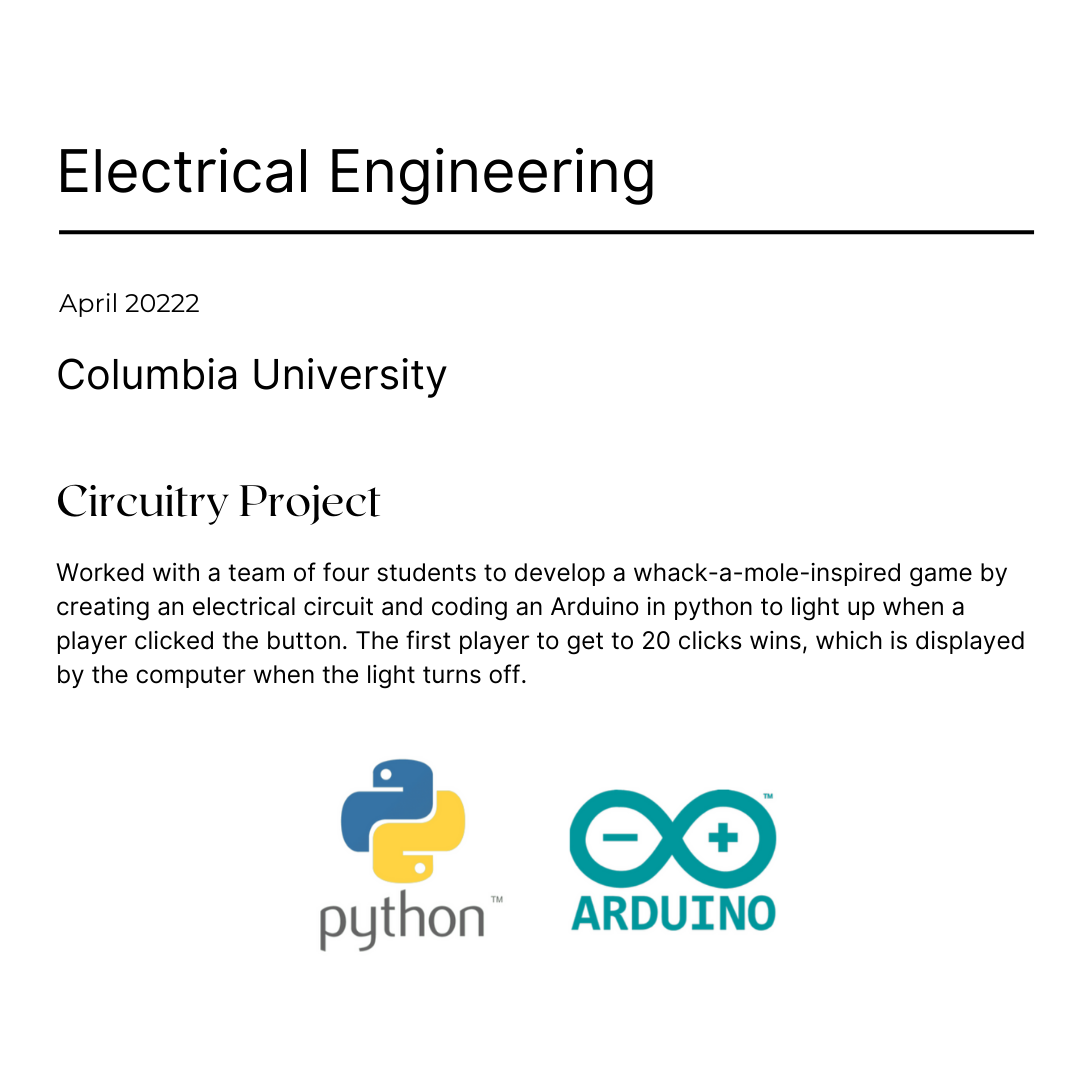 Electrical Engineering
April 20222
Columbia University
Circuitry Project
Worked with a team of four students to develop a whack-a-mole-inspired game by
creating an electrical circuit and coding an Arduino in python to light up when a
player clicked the button. The first player to get to 20 clicks wins, which is displayed
by the computer when the light turns off.
python™
™
ARDUINO